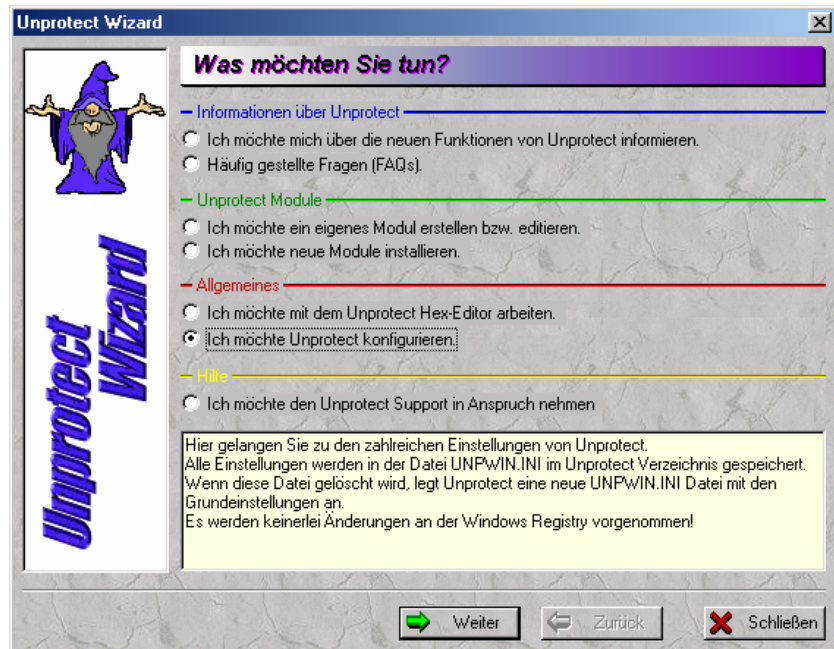 Unprotect Wizard
Was möchten Sie tun?
Informationen über Unprotect
Ich möchte mich über die neuen Funktionen von Unprotect informieren.
Häufig gestellte Fragen (FAQs).
Unprotect Module
Ich möchte ein eigenes Modul erstellen bzw. editieren.
Ich möchte neue Module installieren.
Allgemeines
Ich möchte mit dem Unprotect Hex-Editor arbeiten.
Ich möchte Unprotect konfigurieren.
Hilfe
Ich möchte den Unprotect Support in Anspruch nehmen
Unprotect
Wizard
Hier gelangen Sie zu den zahlreichen Einstellungen von Unprotect.
Alle Einstellungen werden in der Datei UNPWIN.INI im Unprotect Verzeichnis gespeichert.
Wenn diese Datei gelöscht wird, legt Unprotect eine neue UNPWIN.INI Datei mit den
Grundeinstellungen an.
Es werden keinerlei Änderungen an der Windows Registry vorgenommen!
Weiter
Zurück
Schließen